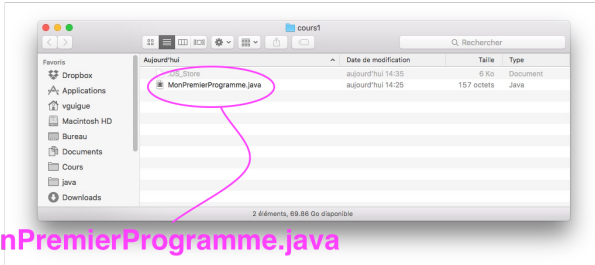 cours1
Rechercher
Favoris
Dropbox
Applications
vguigue
Macintosh HD
Bureau
Documents
Cours
java
Downloads
Aujourd'hui Date de modification Taille Type
.DS_Store aujourd'hui 14:35 6 Ko Document
MonPremierProgramme.java aujourd'hui 14:25 157 octets Java
2 éléments, 69.86 Go disponible
nPremierProgramme.java